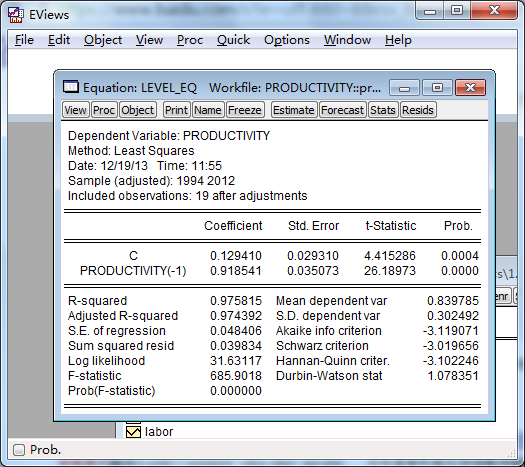 EViews
File Edit Object View Proc Quick Options Window Help
Equation: LEVEL_EQ Workfile: PRODUCTIVITY::pr...
View Proc Object Print Name Freeze Estimate Forecast Stats Resids
Dependent Variable: PRODUCTIVITY
Method: Least Squares
Date: 12/19/13 Time: 11:55
Sample (adjusted): 1994 2012
Included observations: 19 after adjustments
Coefficient Std. Error t-Statistic Prob.
C 0.129410 0.029310 4.415286 0.0004
PRODUCTIVITY(-1) 0.918541 0.035073 26.18973 0.0000
R-squared 0.975815 Mean dependent var 0.839785
Adjusted R-squared 0.974392 S.D. dependent var 0.302492
S.E. of regression 0.048406 Akaike info criterion -3.119071
Sum squared resid 0.039834 Schwarz criterion -3.019656
Log likelihood 31.63117 Hannan-Quinn criter. -3.102246
F-statistic 685.9018 Durbin-Watson stat 1.078351
Prob(F-statistic) 0.000000
labor
Prob.